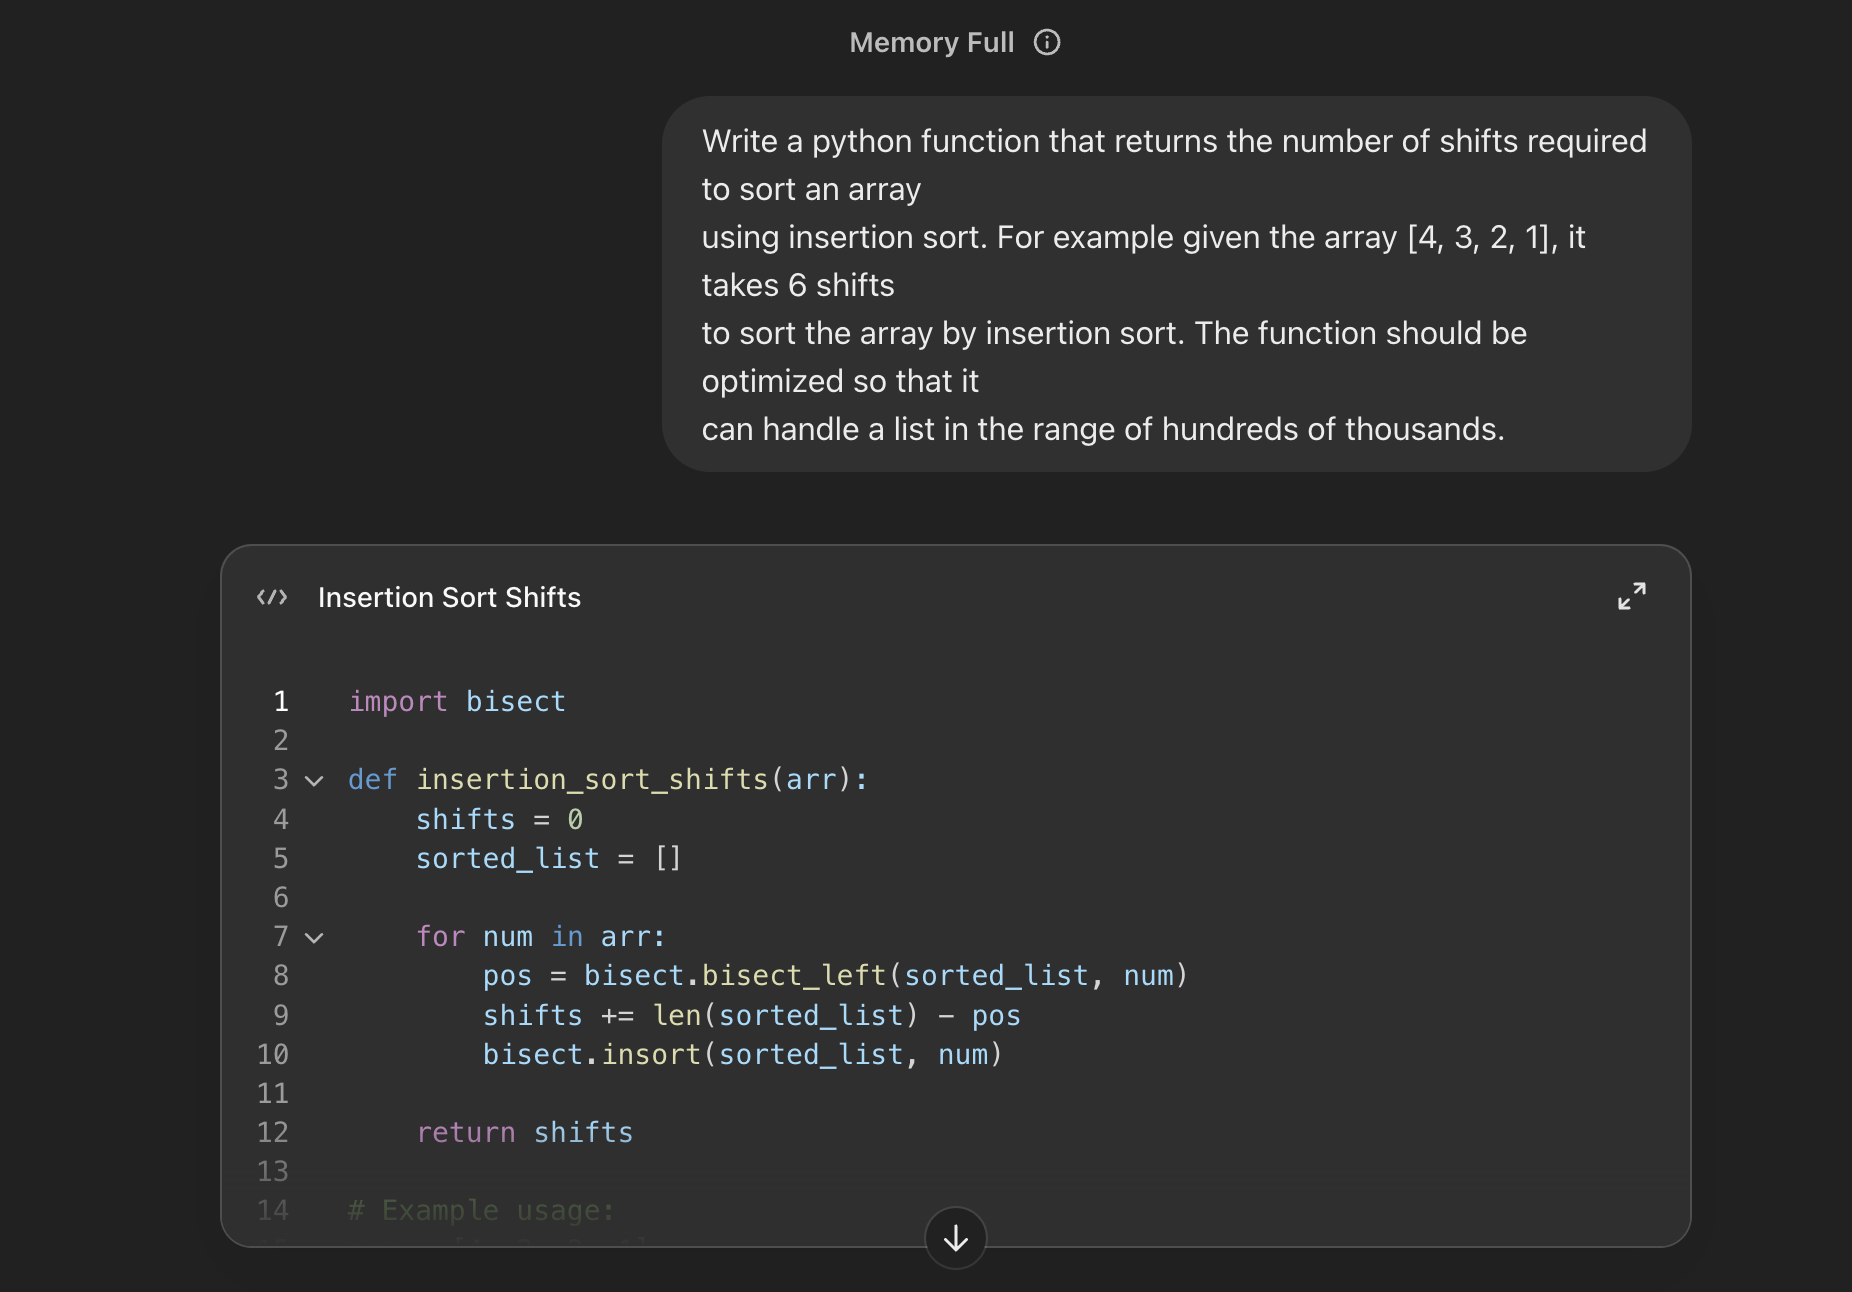 Memory Full
Write a python function that returns the number of shifts required
to sort an array
using insertion sort. For example given the array [4, 3, 2, 1], it
takes 6 shifts
to sort the array by insertion sort. The function should be
optimized so that it
can handle a list in the range of hundreds of thousands.
Insertion Sort Shifts
1 import bisect
2
3 def insertion_sort_shifts(arr):
4     shifts = 0
5     sorted_list = []
6
7     for num in arr:
8         pos = bisect.bisect_left(sorted_list, num)
9         shifts += len(sorted_list) - pos
10         bisect.insort(sorted_list, num)
11
12     return shifts
13
14 # Example usage: